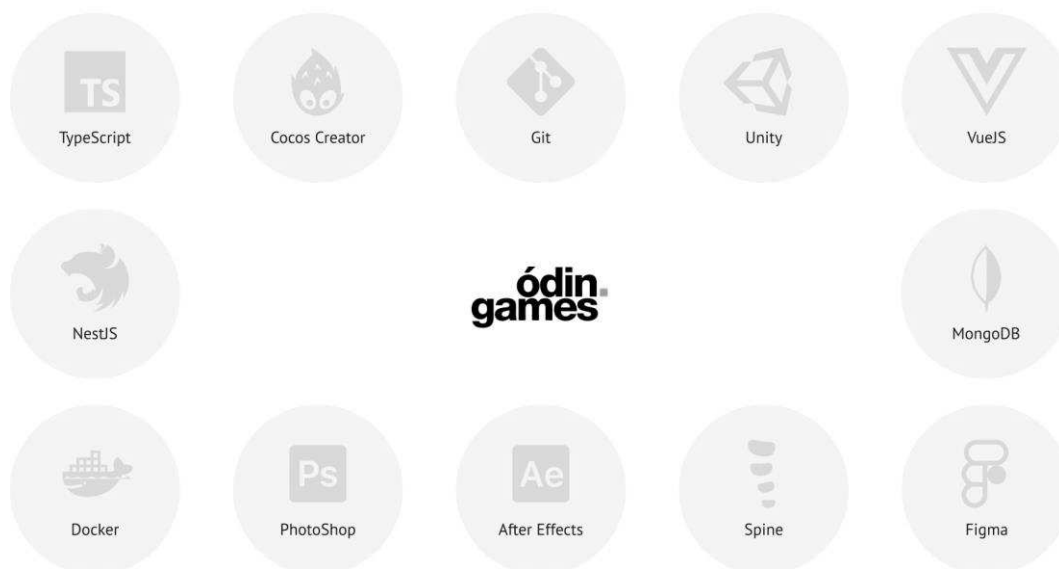 TS
TypeScript
Cocos Creator
Git
Unity
VueJS
NestJS
ódin.
games
MongoDB
Docker
Ps
PhotoShop
Ae
After Effects
Spine
Figma